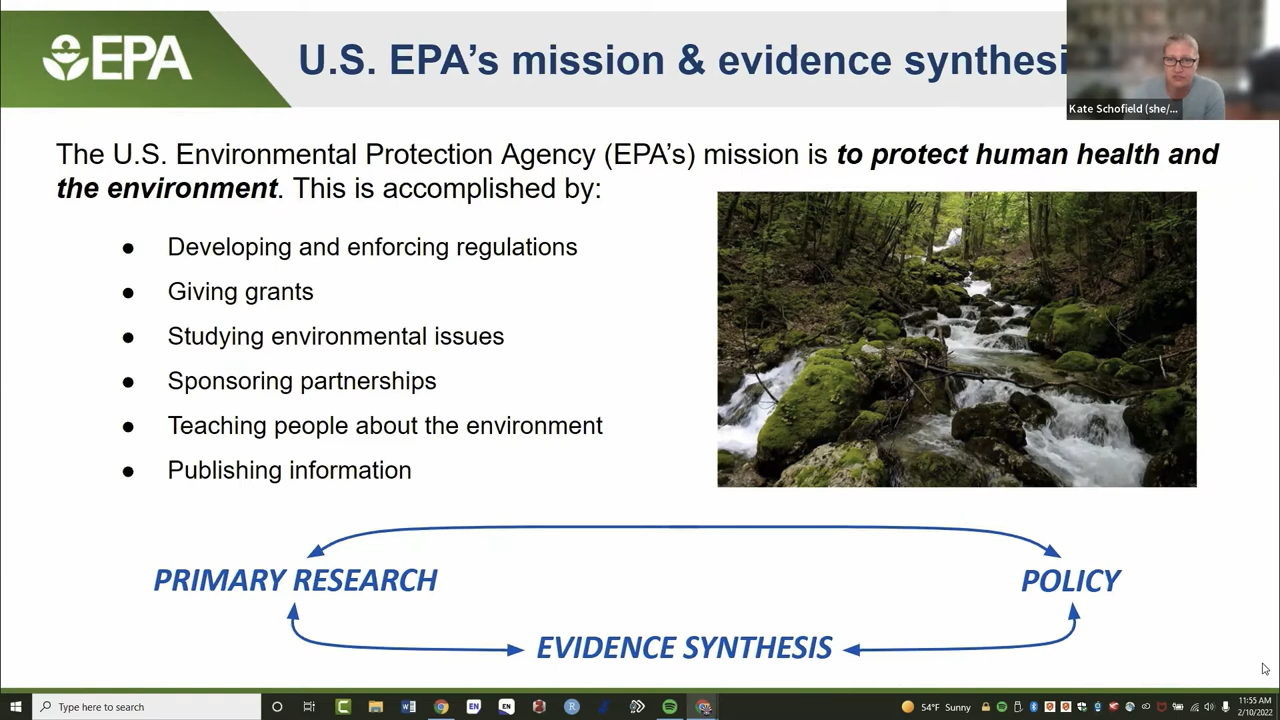 EPA
U.S. EPA's mission & evidence synthesi
Kate Schofield (she/...
The U.S. Environmental Protection Agency (EPA's) mission is to protect human health and
the environment. This is accomplished by:
● Developing and enforcing regulations
● Giving grants
● Studying environmental issues
● Sponsoring partnerships
● Teaching people about the environment
● Publishing information
PRIMARY RESEARCH
POLICY
EVIDENCE SYNTHESIS
Type here to search
54°F Sunny
11:55 AM
2/10/2022